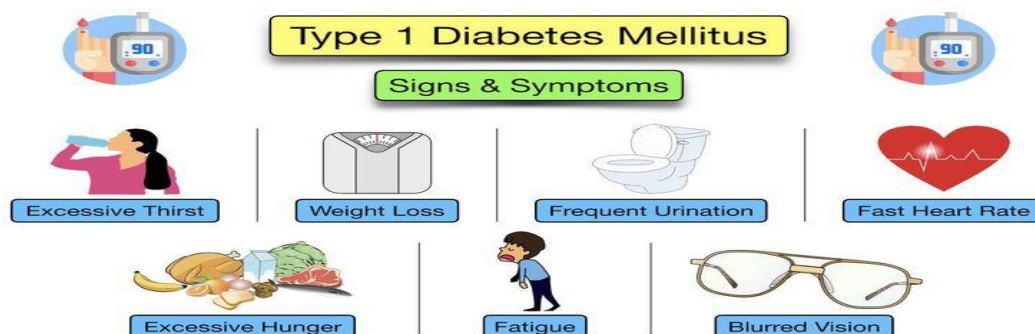 90
Type 1 Diabetes Mellitus
90
Signs & Symptoms
Excessive Thirst
Weight Loss
Frequent Urination
Fast Heart Rate
Excessive Hunger
Fatigue
Blurred Vision